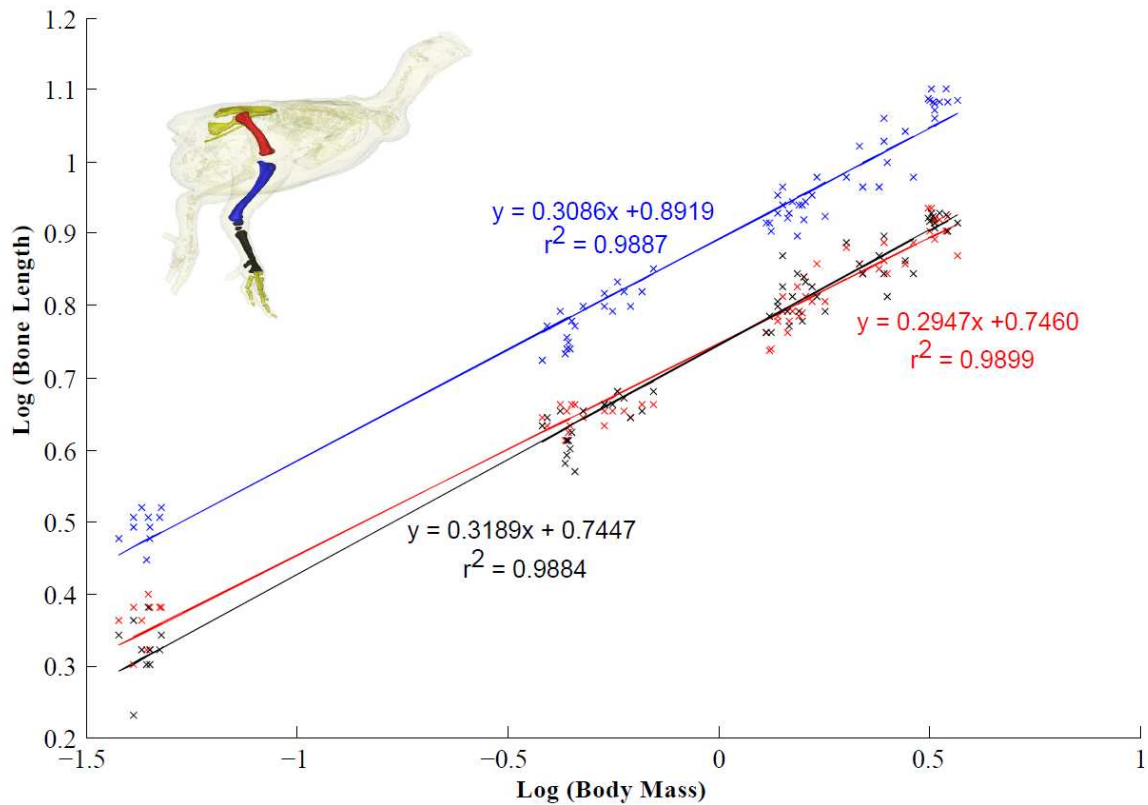 1.2
1.1
1
0.9
0.8
0.7
0.6
0.5
0.4
0.3
0.2
Log (Bone Length)
y = 0.3086x +0.8919
r2 = 0.9887
y = 0.2947x +0.7460
r2 = 0.9899
y = 0.3189x + 0.7447
r2 = 0.9884
−1.5 −1 −0.5 0 0.5 1
Log (Body Mass)